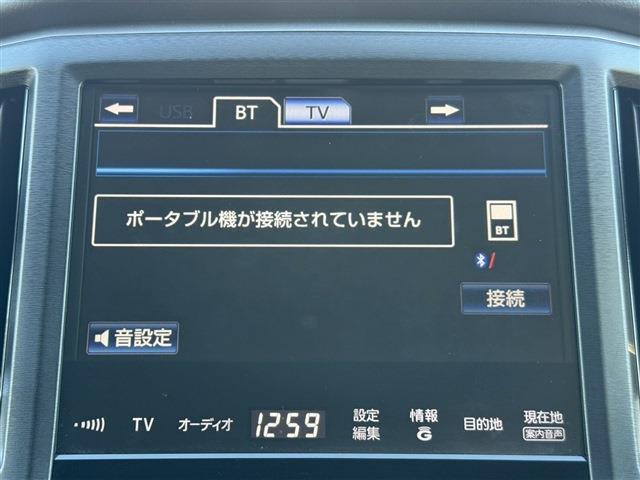 USB BT TV
ポータブル機が接続されていません
BT
接続
音設定
TV オーディオ 1259 設定 編集 情報 G 目的地 現在地 案内音声